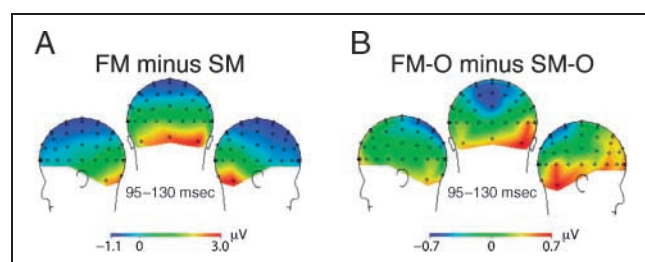 A
FM minus SM
95–130 msec
−1.1 0 3.0 μV
B
FM-O minus SM-O
95–130 msec
−0.7 0 0.7 μV